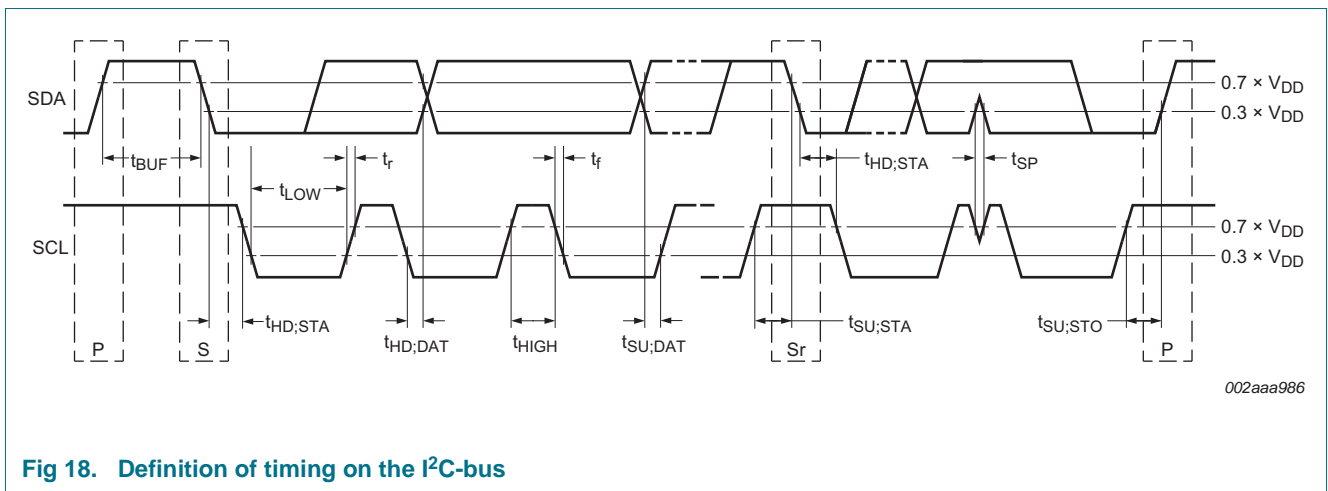 SDA
0.7 × VDD
0.3 × VDD
tBUF
tr
tf
tHD;STA
tSP
tLOW
SCL
0.7 × VDD
0.3 × VDD
tHD;STA
tHD;DAT
tHIGH
tSU;DAT
tSU;STA
tSU;STO
P
S
Sr
P
002aaa986
Fig 18. Definition of timing on the I²C-bus